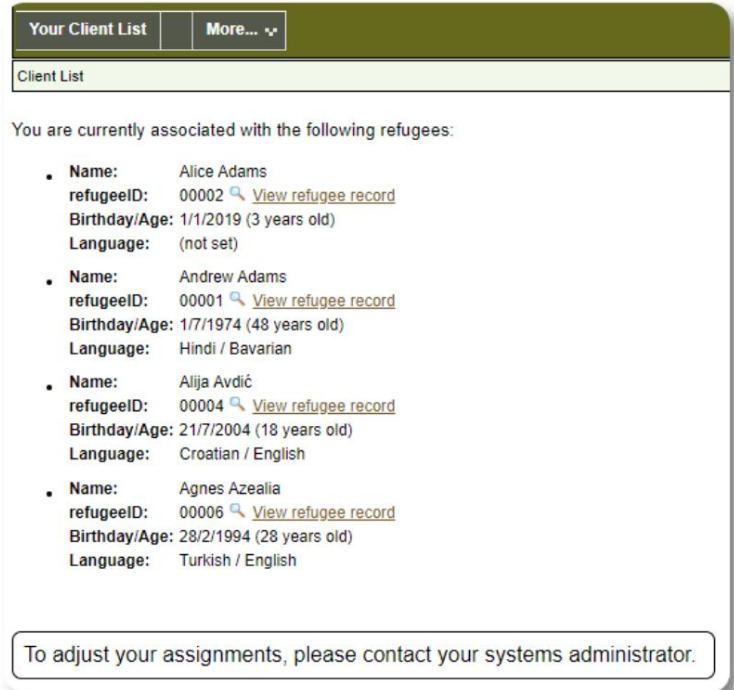 Your Client List More...
Client List
You are currently associated with the following refugees:
• Name: Alice Adams
refugeeID: 00002 View refugee record
Birthday/Age: 1/1/2019 (3 years old)
Language: (not set)
• Name: Andrew Adams
refugeeID: 00001 View refugee record
Birthday/Age: 1/7/1974 (48 years old)
Language: Hindi / Bavarian
• Name: Alija Avdić
refugeeID: 00004 View refugee record
Birthday/Age: 21/7/2004 (18 years old)
Language: Croatian / English
• Name: Agnes Azealia
refugeeID: 00006 View refugee record
Birthday/Age: 28/2/1994 (28 years old)
Language: Turkish / English
To adjust your assignments, please contact your systems administrator.